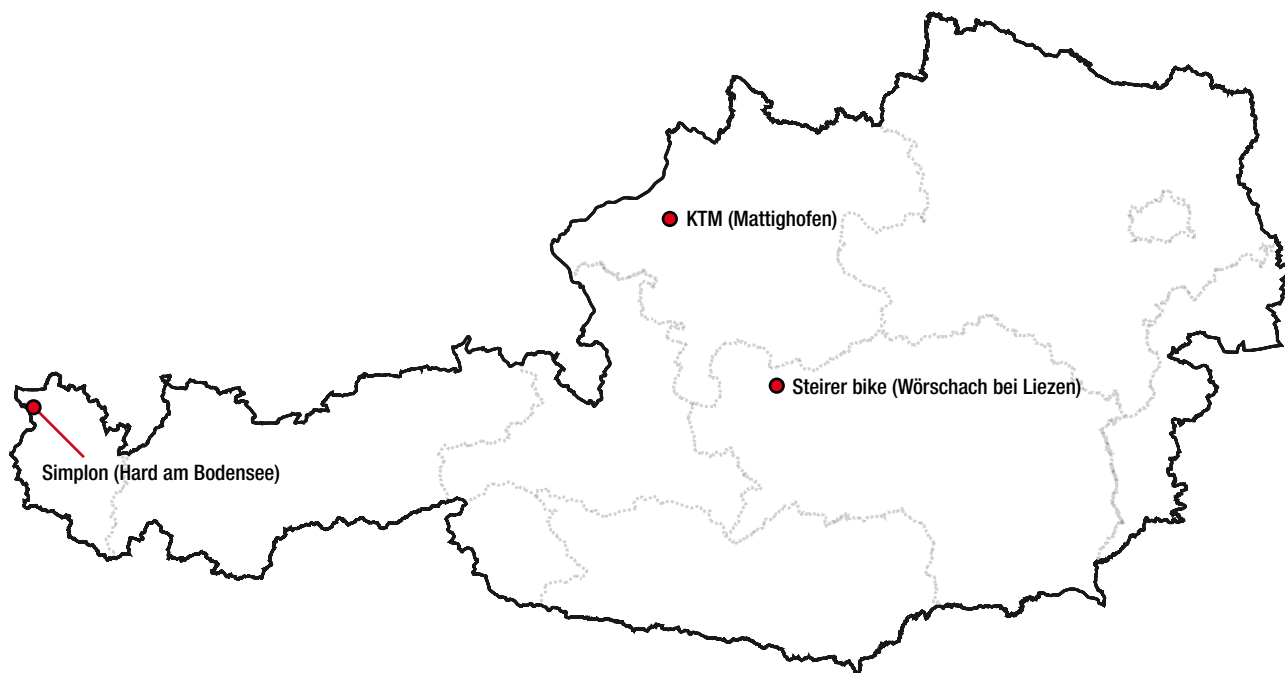 KTM (Mattighofen)
Steirer bike (Wörschach bei Liezen)
Simplon (Hard am Bodensee)